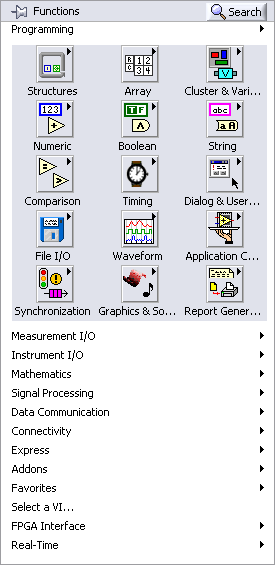 Functions Search
Programming
Structures Array Cluster & Vari...
123 TF abc
Numeric Boolean String
Comparison Timing Dialog & User...
File I/O Waveform Application C...
Synchronization Graphics & So... Report Gener...
Measurement I/O
Instrument I/O
Mathematics
Signal Processing
Data Communication
Connectivity
Express
Addons
Favorites
Select a VI...
FPGA Interface
Real-Time